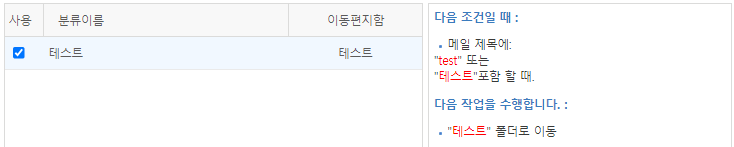 사용 분류이름 이동편지함
테스트 테스트
다음 조건일 때 :
• 메일 제목에:
"test" 또는
"테스트"포함 할 때.
다음 작업을 수행합니다. :
• "테스트" 폴더로 이동